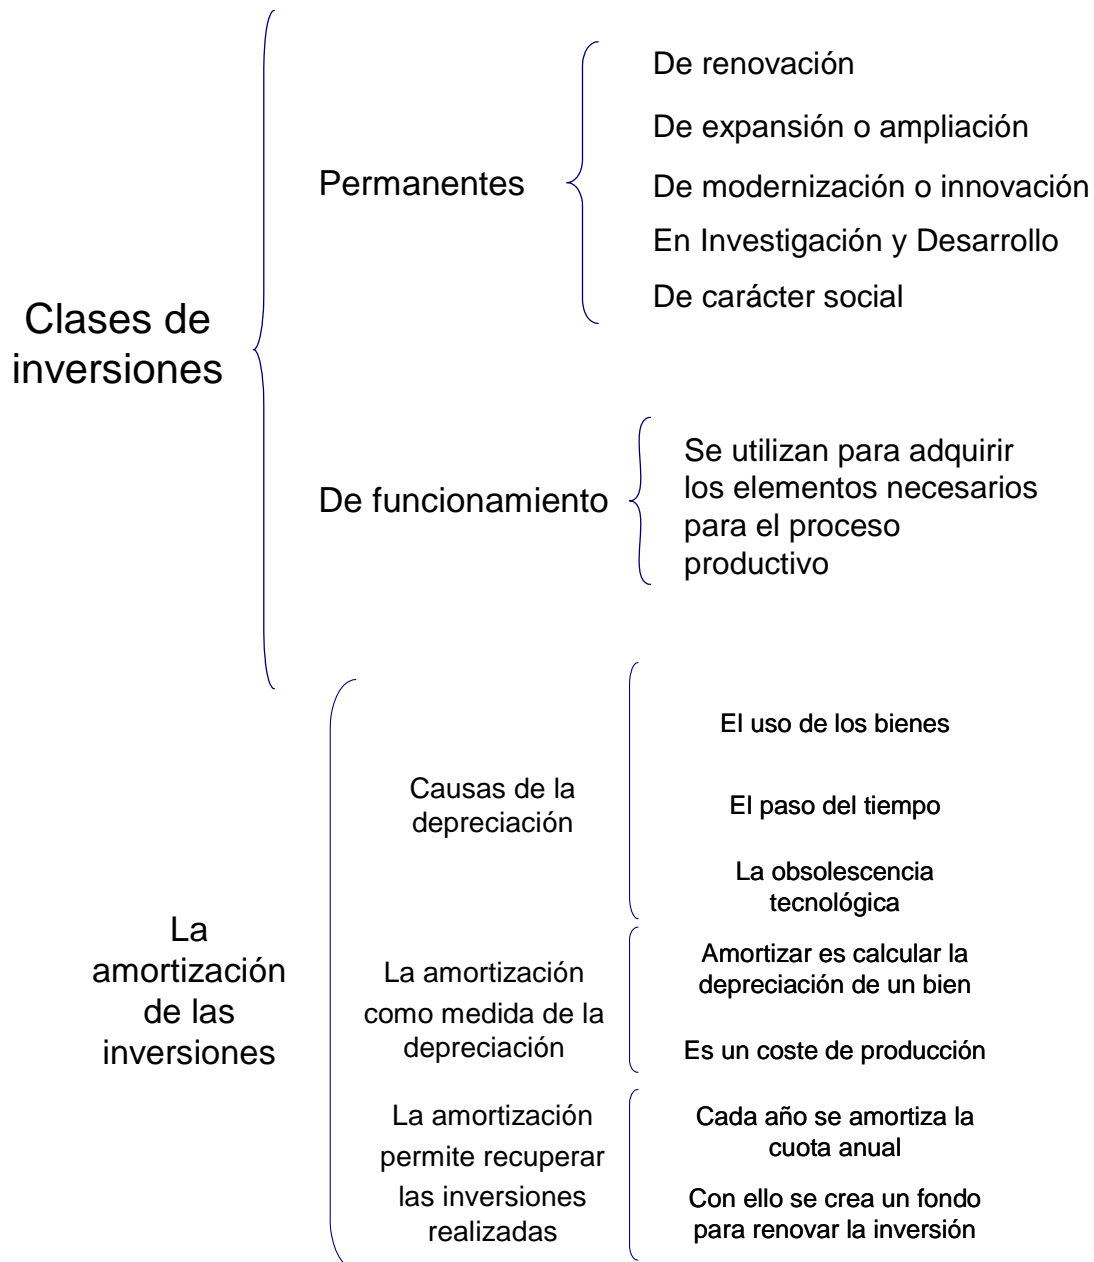 Clases de
inversiones
Permanentes
De renovación
De expansión o ampliación
De modernización o innovación
En Investigación y Desarrollo
De carácter social
De funcionamiento
Se utilizan para adquirir
los elementos necesarios
para el proceso
productivo
La
amortización
de las
inversiones
Causas de la
depreciación
El uso de los bienes
El paso del tiempo
La obsolescencia
tecnológica
La amortización
como medida de la
depreciación
Amortizar es calcular la
depreciación de un bien
Es un coste de producción
La amortización
permite recuperar
las inversiones
realizadas
Cada año se amortiza la
cuota anual
Con ello se crea un fondo
para renovar la inversión